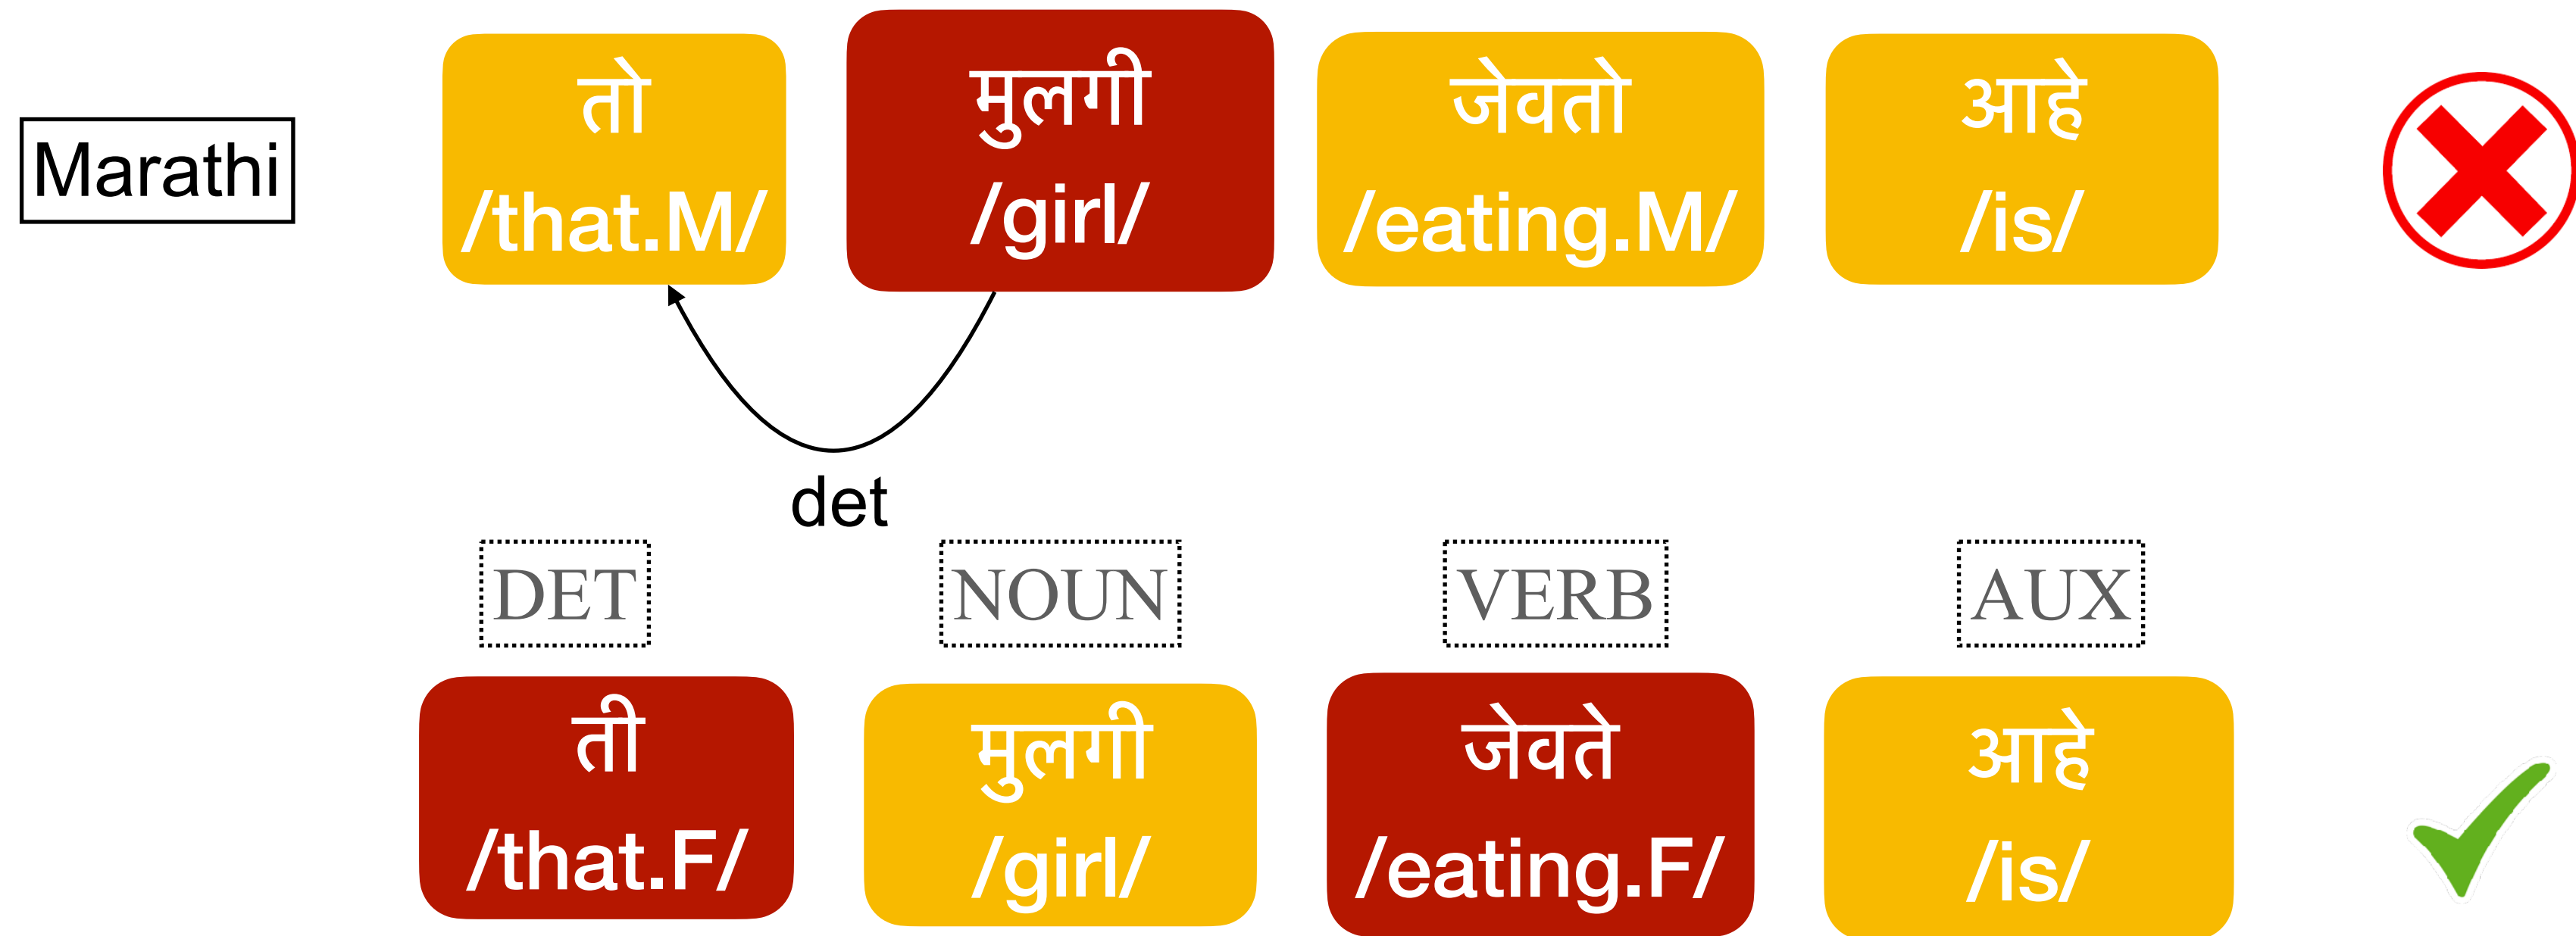 Marathi
तो
/that.M/
मुलगी
/girl/
जेवतो
/eating.M/
आहे
/is/
det
DET
NOUN
VERB
AUX
ती
/that.F/
मुलगी
/girl/
जेवते
/eating.F/
आहे
/is/